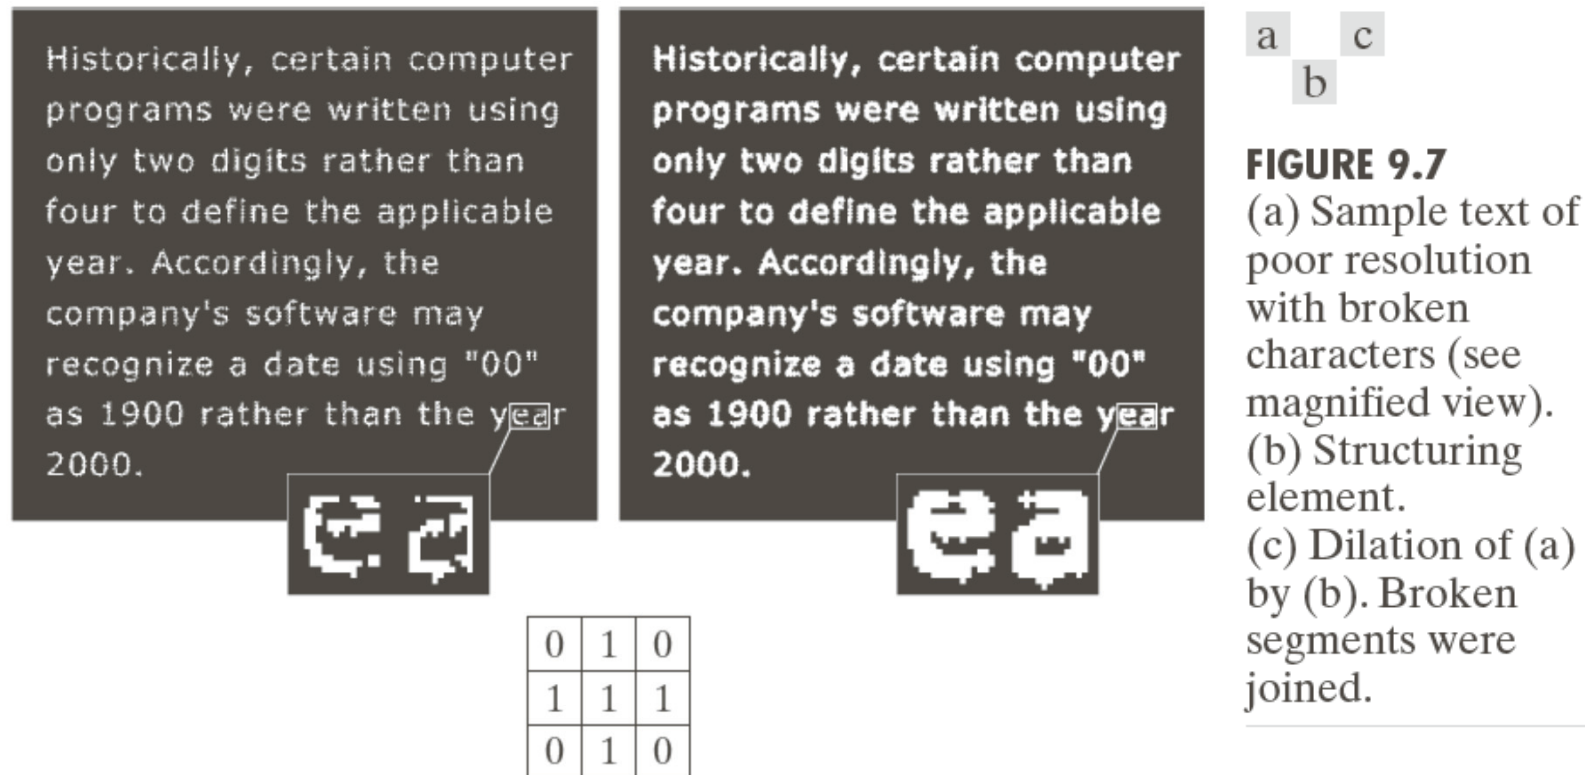 Historically, certain computer
programs were written using
only two digits rather than
four to define the applicable
year. Accordingly, the
company's software may
recognize a date using "00"
as 1900 rather than the year
2000.
e a
Historically, certain computer
programs were written using
only two digits rather than
four to define the applicable
year. Accordingly, the
company's software may
recognize a date using "00"
as 1900 rather than the year
2000.
e a
0 1 0
1 1 1
0 1 0
a c
b
FIGURE 9.7
(a) Sample text of
poor resolution
with broken
characters (see
magnified view).
(b) Structuring
element.
(c) Dilation of (a)
by (b). Broken
segments were
joined.